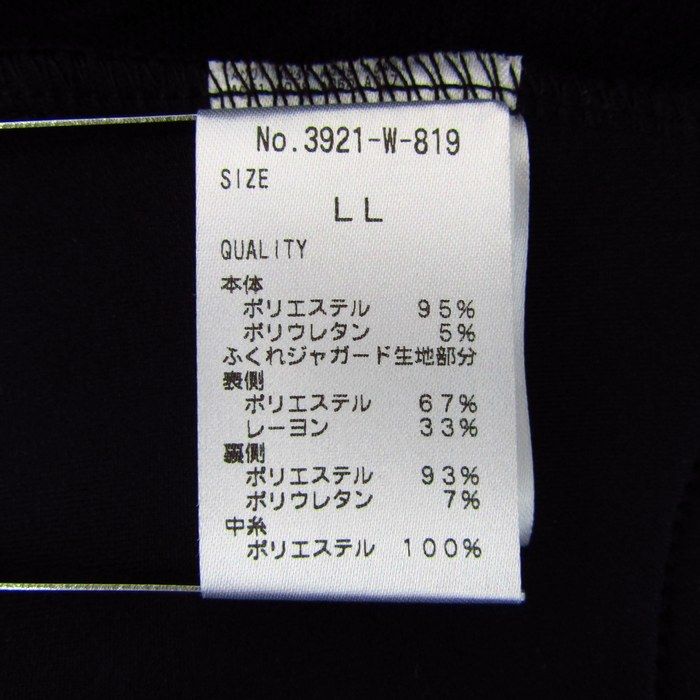 No.3921-W-819
SIZE
LL
QUALITY
本体
ポリエステル 95%
ポリウレタン 5%
ふくれジャガード生地部分
表側
ポリエステル 67%
レーヨン 33%
裏側
ポリエステル 93%
ポリウレタン 7%
中糸
ポリエステル 100%